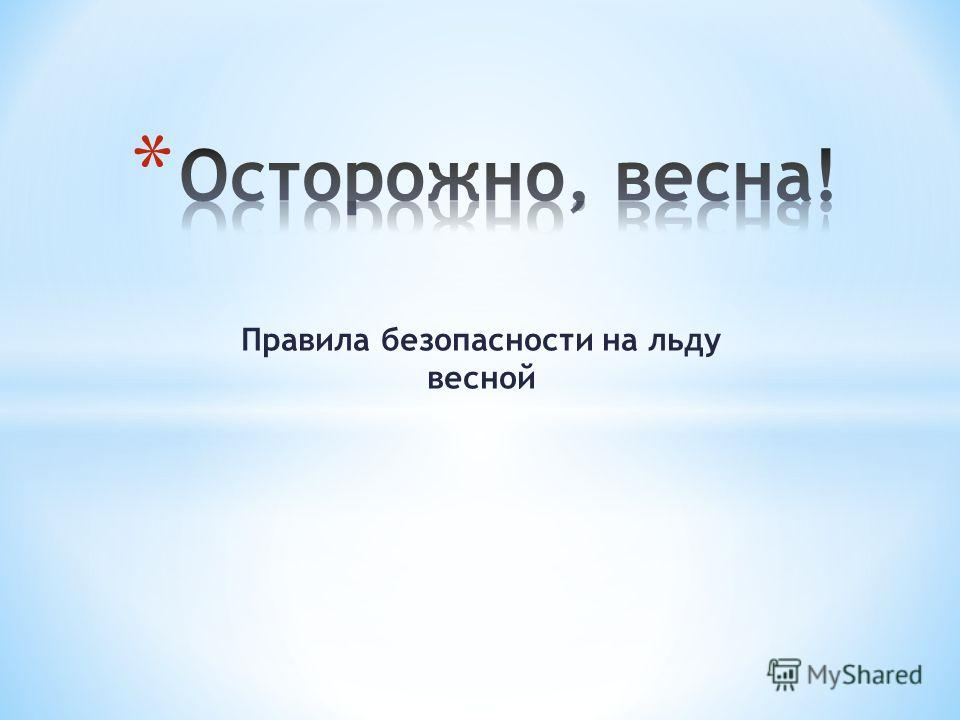 * Осторожно, весна!
Правила безопасности на льду
весной
MyShared